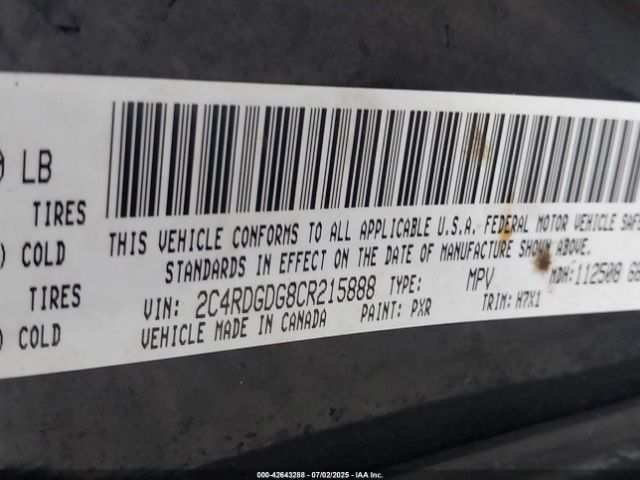 LB
TIRES
COLD
TIRES
COLD
THIS VEHICLE CONFORMS TO ALL APPLICABLE U.S.A. FEDERAL MOTOR VEHICLE
STANDARDS IN EFFECT ON THE DATE OF MANUFACTURE SHOWN ABOVE.
VIN: 2C4RDGDG8CR215888 TYPE: MPV MDH: 112508
VEHICLE MADE IN CANADA PAINT: PXR TRIM: H7X1
000-42643288 07/02/2025 IAA Inc.